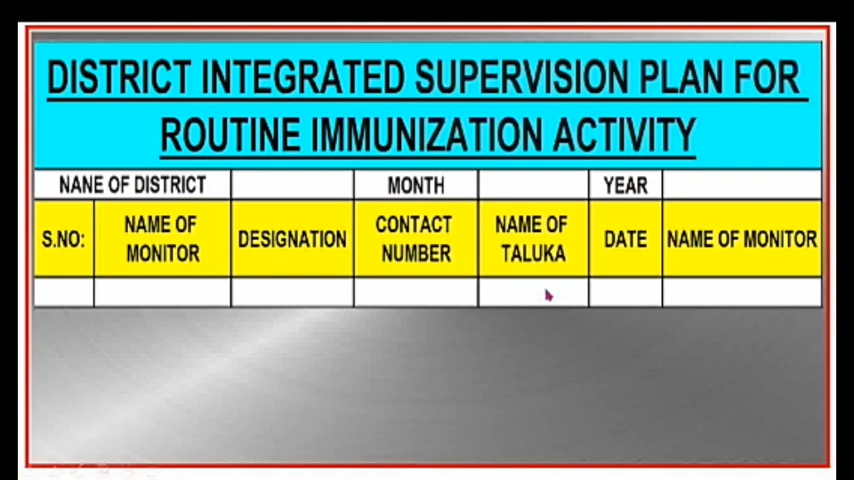 DISTRICT INTEGRATED SUPERVISION PLAN FOR
ROUTINE IMMUNIZATION ACTIVITY
NANE OF DISTRICT MONTH YEAR
S.NO: NAME OF MONITOR DESIGNATION CONTACT NUMBER NAME OF TALUKA DATE NAME OF MONITOR